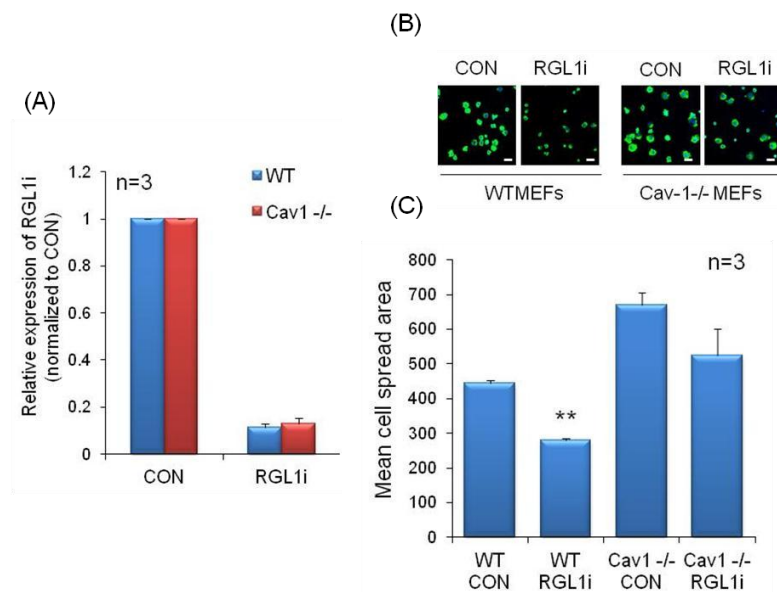 (A)
Relative expression of RGL1i
(normalized to CON)
n=3
WT
Cav1 -/-
1.2
1
0.8
0.6
0.4
0.2
0
CON
RGL1i
(B)
CON
RGL1i
CON
RGL1i
WTMEFs
Cav-1-/- MEFs
(C)
Mean cell spread area
n=3
800
700
600
500
400
300
200
100
0
**
WT
CON
WT
RGL1i
Cav1 -/-
CON
Cav1 -/-
RGL1i